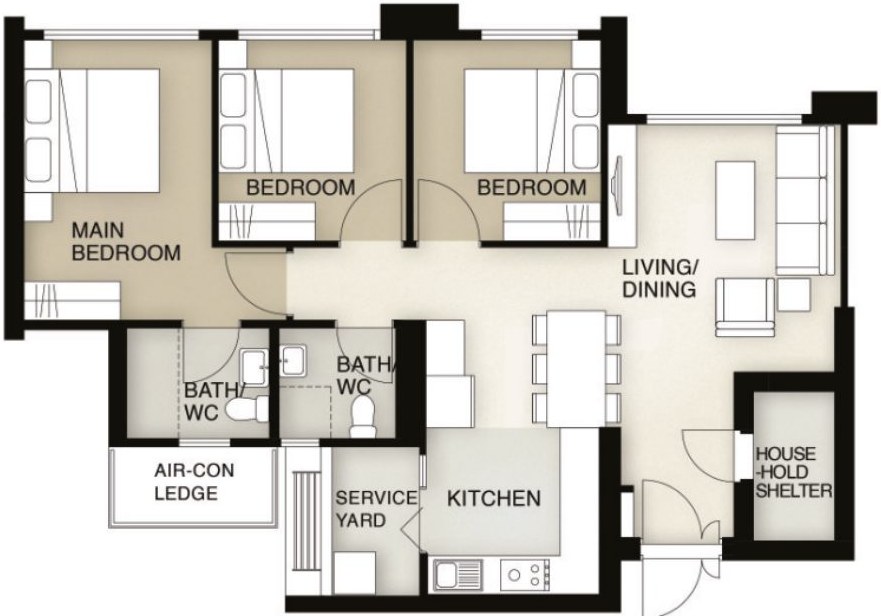 BEDROOM
BEDROOM
MAIN
BEDROOM
LIVING/
DINING
BATH/
WC
BATH/
WC
AIR-CON
LEDGE
SERVICE
YARD
KITCHEN
HOUSE
-HOLD
SHELTER